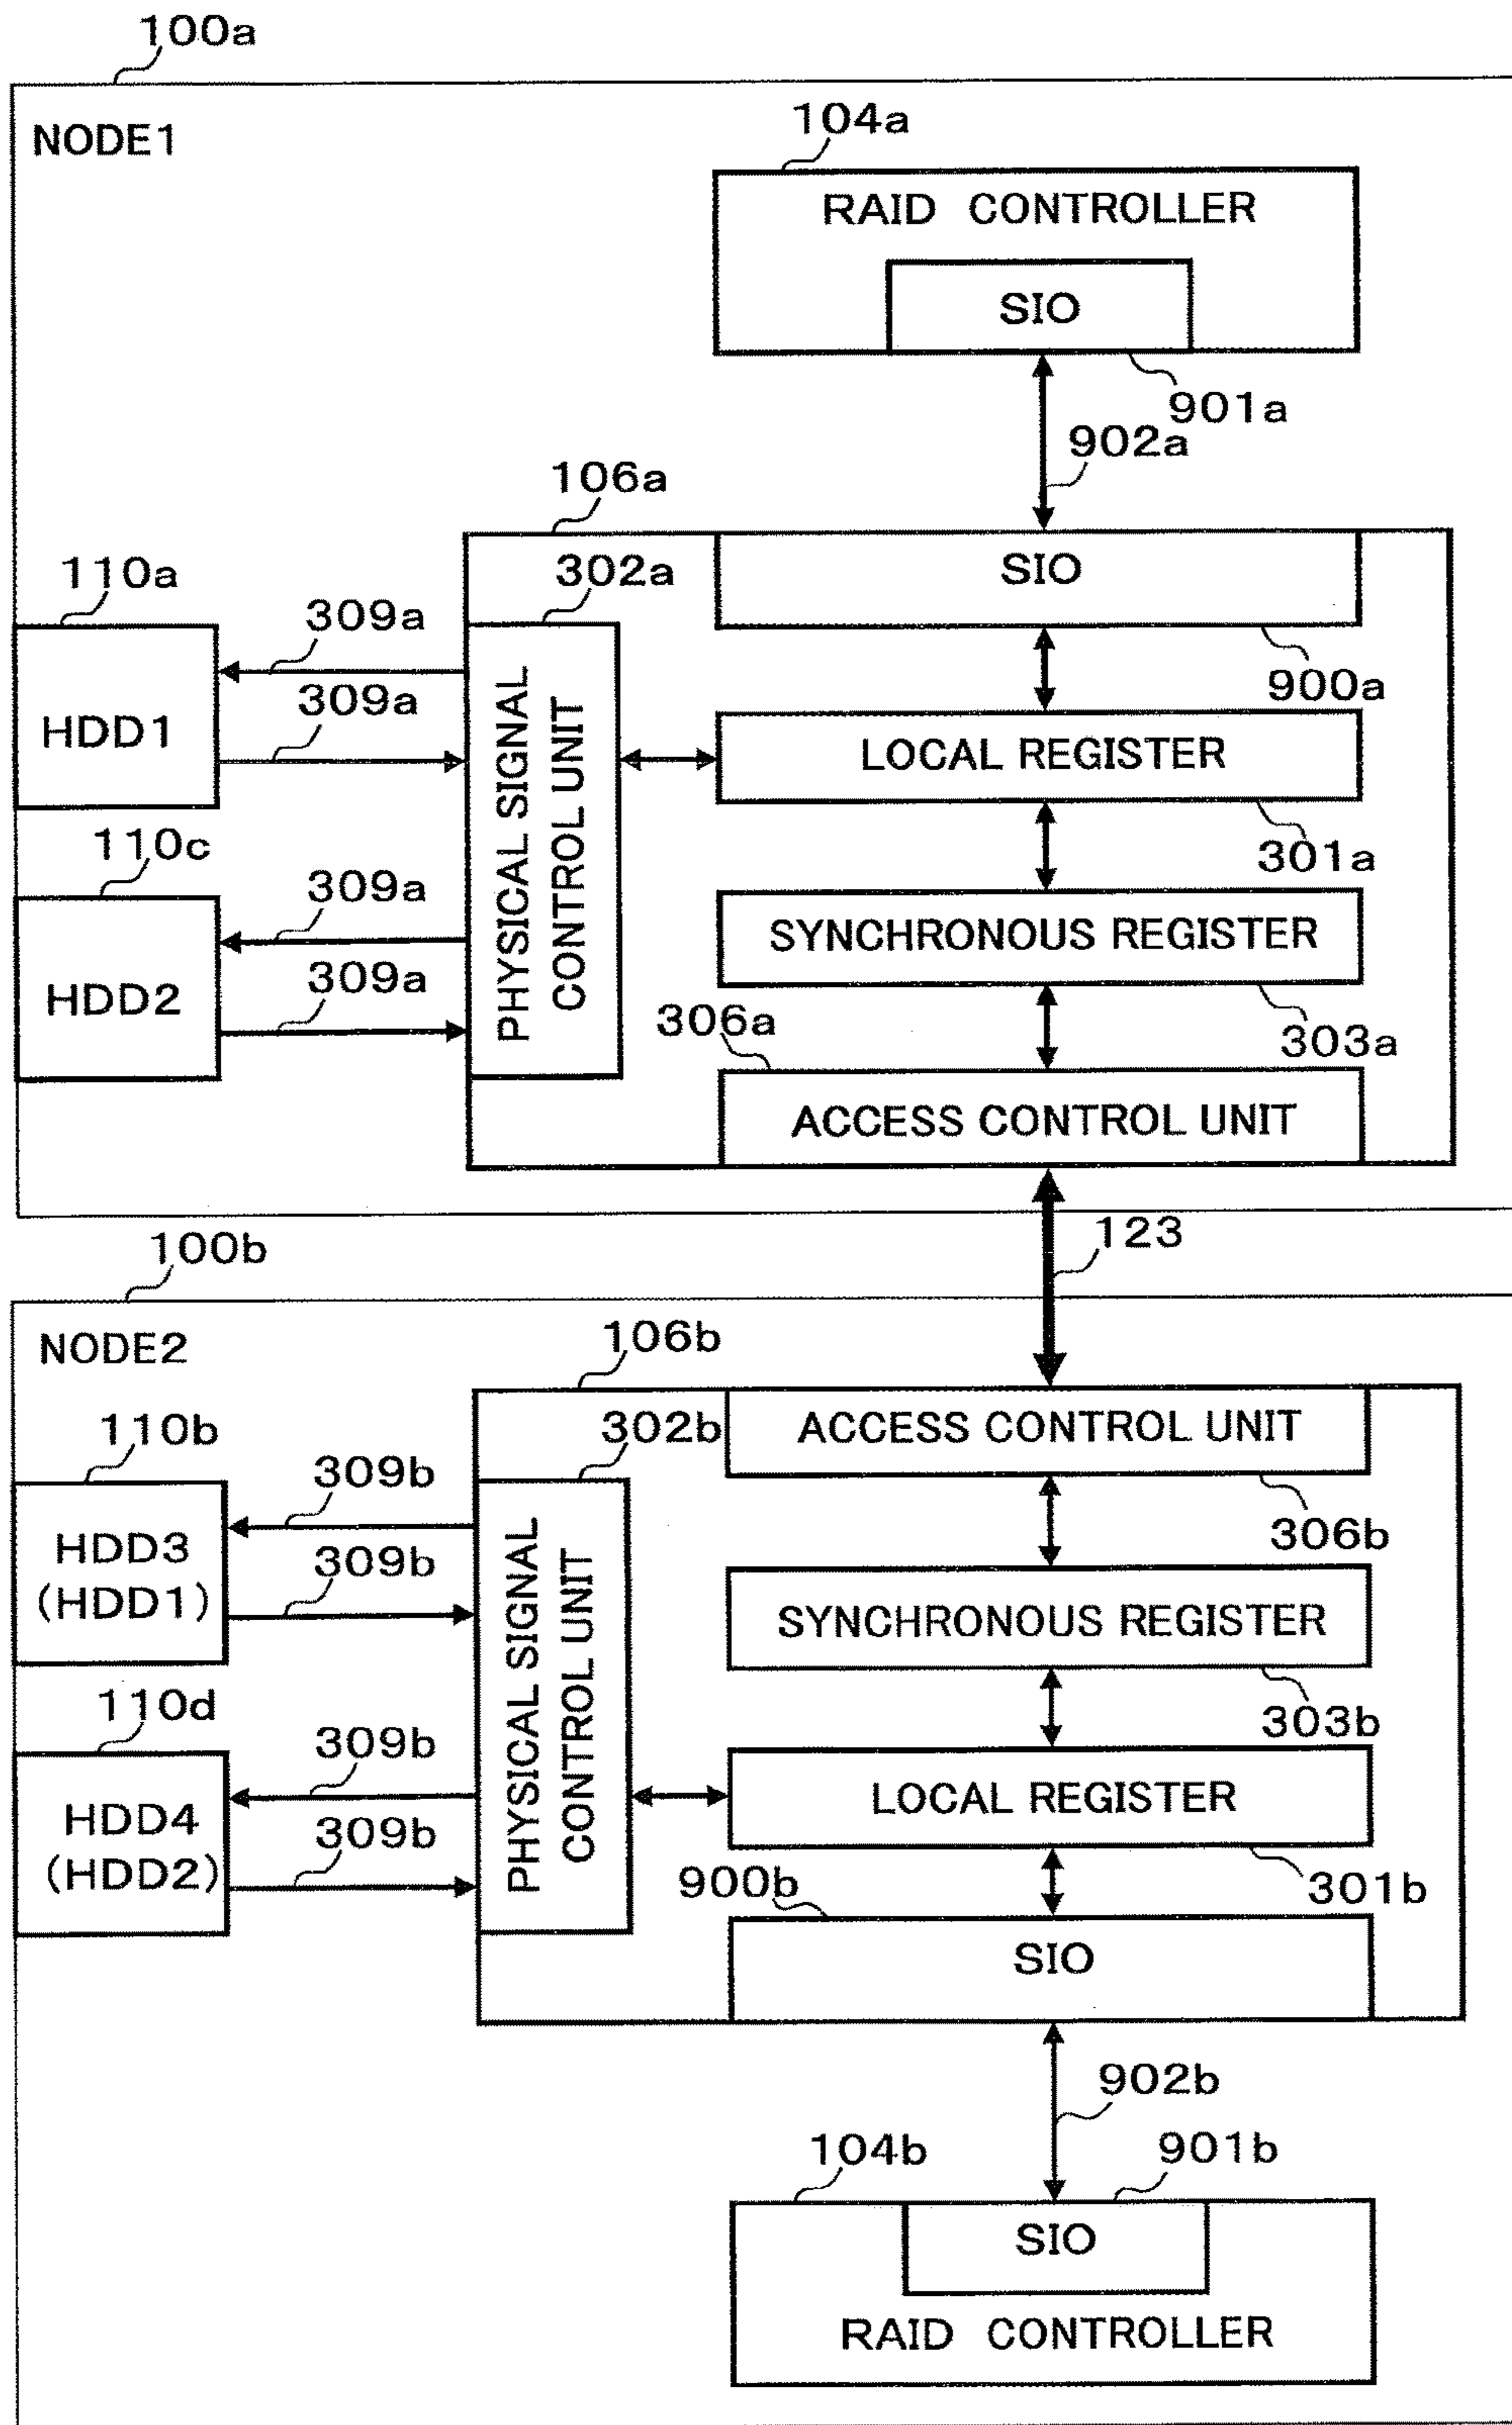 100a
NODE1
104a
RAID CONTROLLER
SIO
901a
902a
106a
SIO
302a
110a
309a
900a
309a
HDD1
PHYSICAL SIGNAL
CONTROL UNIT
LOCAL REGISTER
301a
110c
309a
SYNCHRONOUS REGISTER
309a
HDD2
306a
303a
ACCESS CONTROL UNIT
123
100b
NODE2
106b
ACCESS CONTROL UNIT
302b
110b
309b
306b
HDD3
(HDD1)
309b
PHYSICAL SIGNAL
CONTROL UNIT
SYNCHRONOUS REGISTER
303b
110d
309b
LOCAL REGISTER
HDD4
(HDD2)
309b
301b
900b
SIO
902b
104b
901b
SIO
RAID CONTROLLER